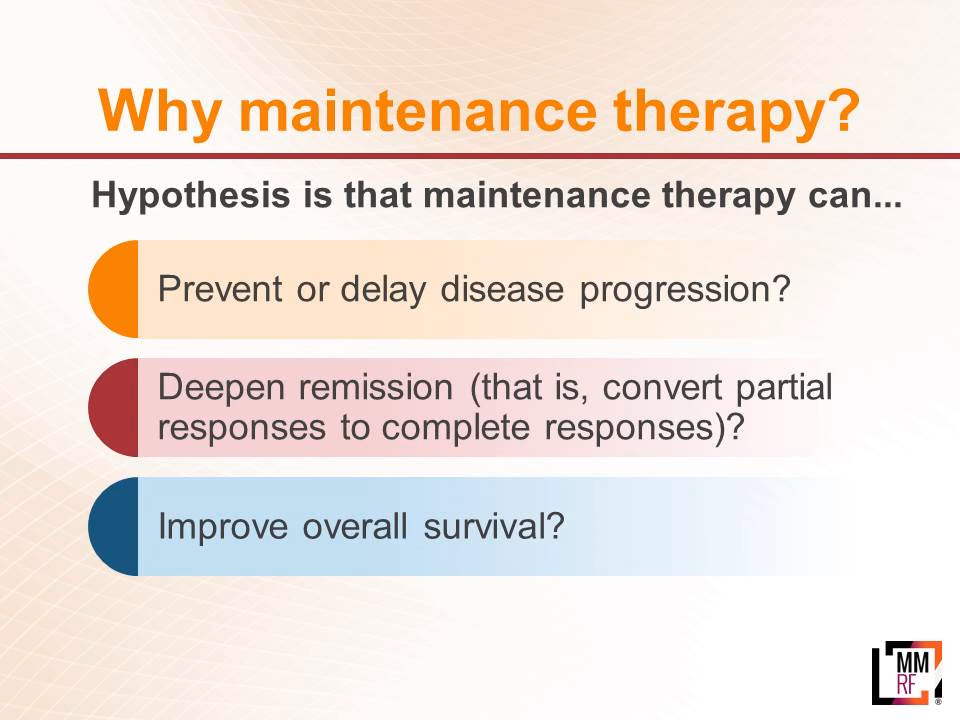 Why maintenance therapy?
Hypothesis is that maintenance therapy can...
Prevent or delay disease progression?
Deepen remission (that is, convert partial
responses to complete responses)?
Improve overall survival?
MM
RF
®